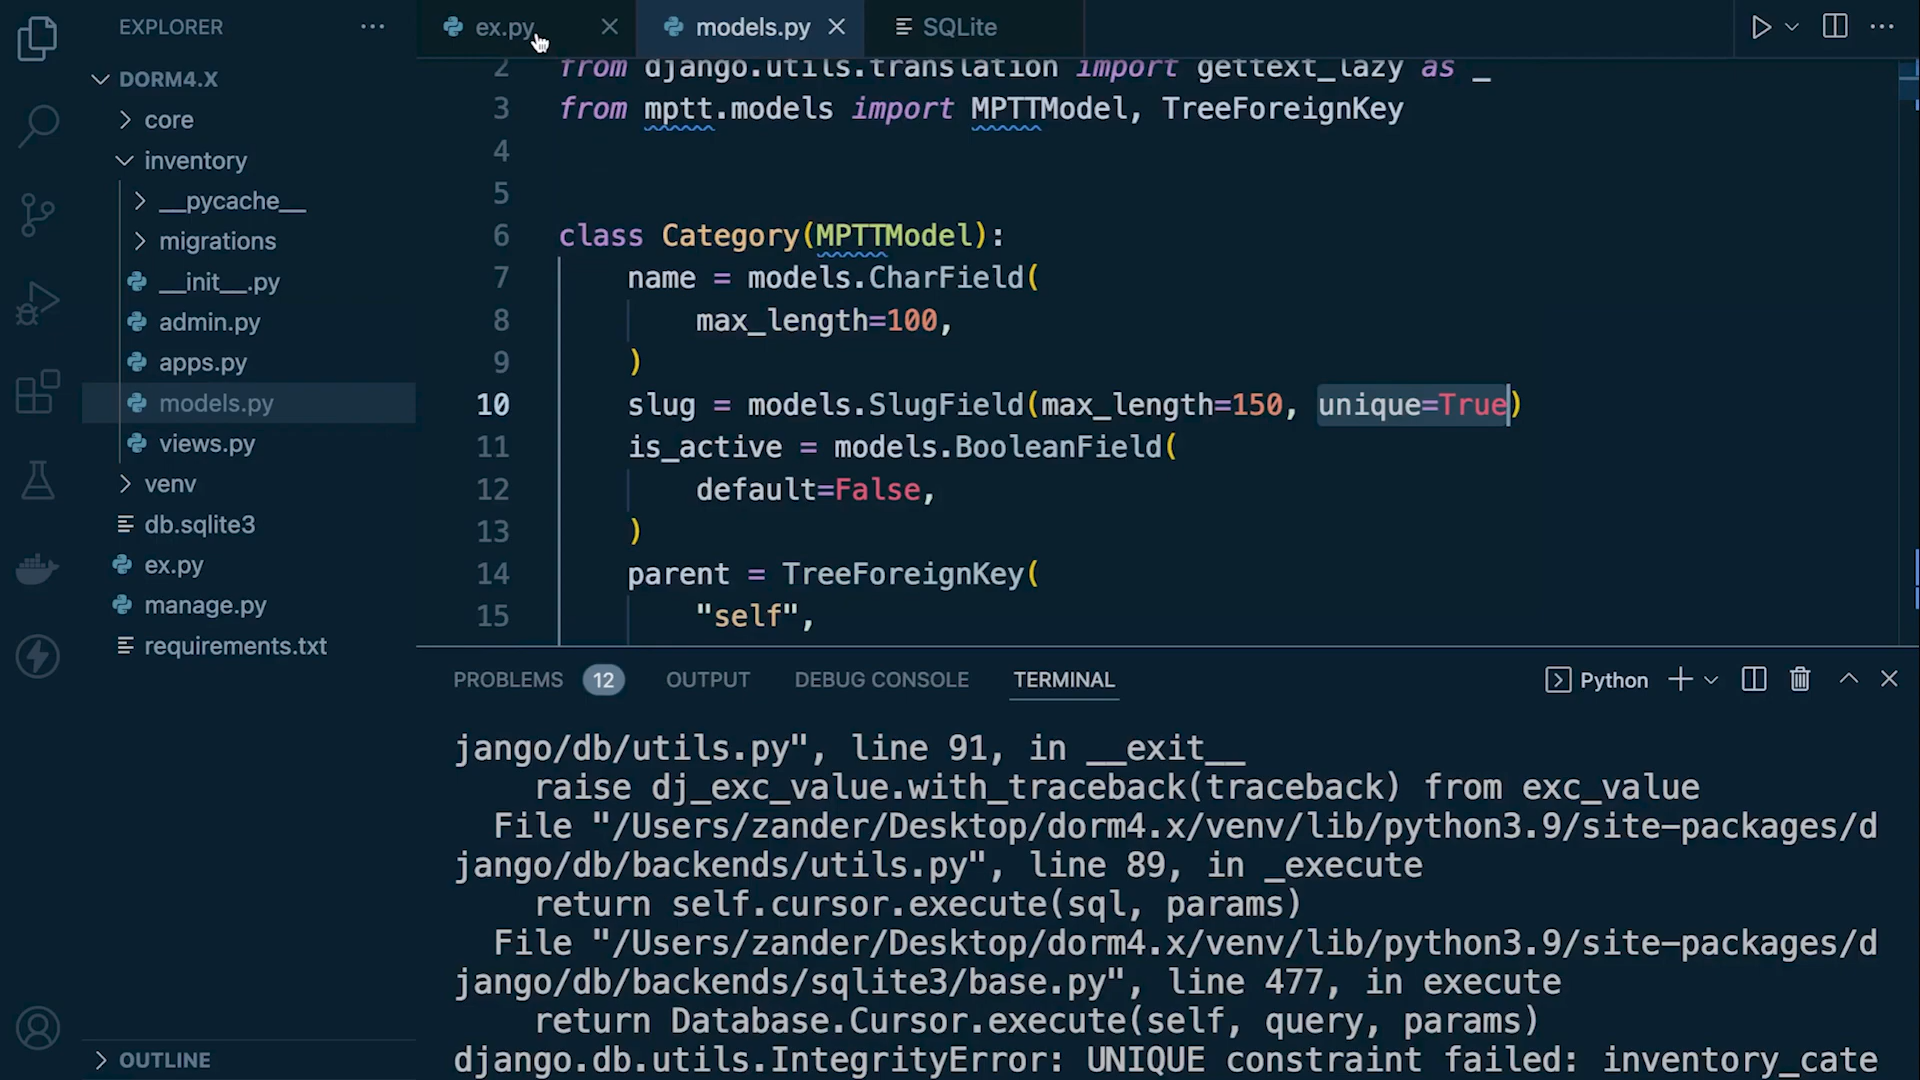 EXPLORER
DORM4.X
core
inventory
__pycache__
migrations
__init__.py
admin.py
apps.py
models.py
views.py
venv
db.sqlite3
ex.py
manage.py
requirements.txt
OUTLINE
ex.py
models.py
SQLite
2 from django.utils.translation import gettext_lazy as _
3 from mptt.models import MPTTModel, TreeForeignKey
4
5
6 class Category(MPTTModel):
7 name = models.CharField(
8 max_length=100,
9 )
10 slug = models.SlugField(max_length=150, unique=True)
11 is_active = models.BooleanField(
12 default=False,
13 )
14 parent = TreeForeignKey(
15 "self",
PROBLEMS 12 OUTPUT DEBUG CONSOLE TERMINAL Python
jango/db/utils.py", line 91, in __exit__
raise dj_exc_value.with_traceback(traceback) from exc_value
File "/Users/zander/Desktop/dorm4.x/venv/lib/python3.9/site-packages/d
jango/db/backends/utils.py", line 89, in _execute
return self.cursor.execute(sql, params)
File "/Users/zander/Desktop/dorm4.x/venv/lib/python3.9/site-packages/d
jango/db/backends/sqlite3/base.py", line 477, in execute
return Database.Cursor.execute(self, query, params)
django.db.utils.IntegrityError: UNIQUE constraint failed: inventory_cate